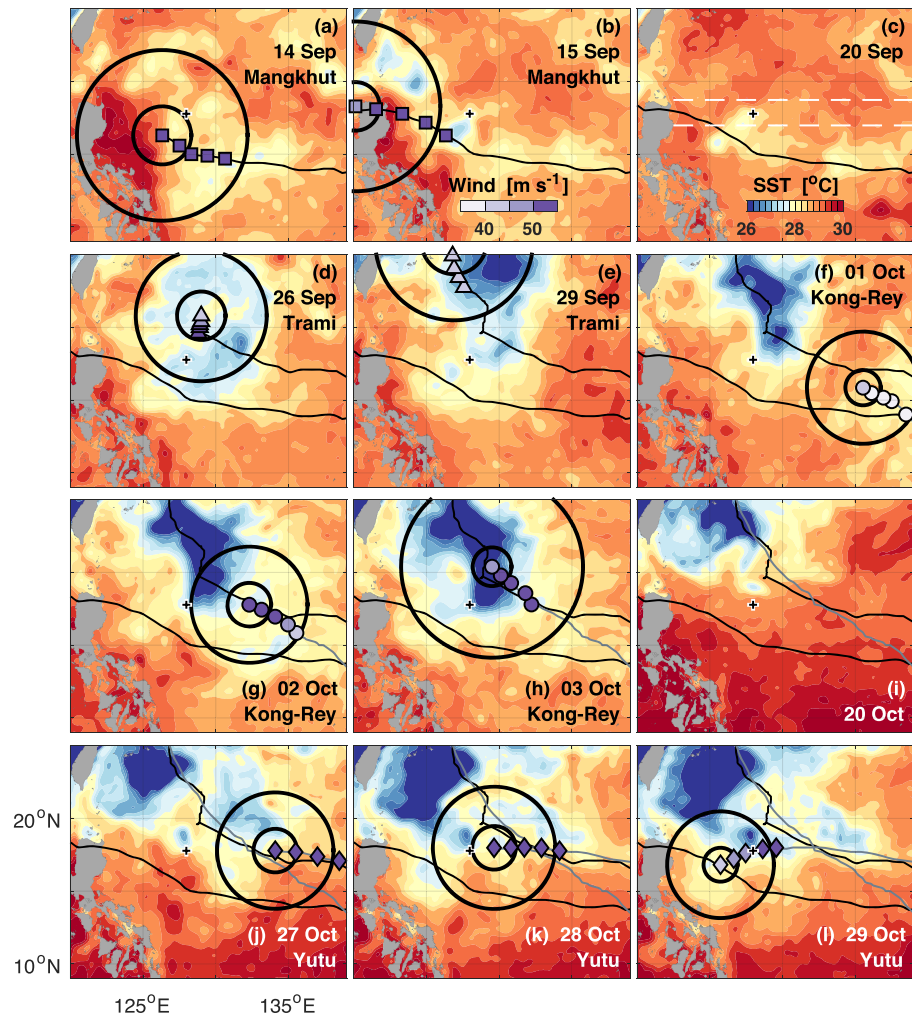 (a)
14 Sep
Mangkhut
(b)
15 Sep
Mangkhut
Wind [m s⁻¹]
40 50
(c)
20 Sep
SST [°C]
26 28 30
(d)
26 Sep
Trami
(e)
29 Sep
Trami
(f) 01 Oct
Kong-Rey
(g) 02 Oct
Kong-Rey
(h) 03 Oct
Kong-Rey
(i)
20 Oct
20°N
10°N
(j) 27 Oct
Yutu
(k) 28 Oct
Yutu
(l) 29 Oct
Yutu
125°E 135°E